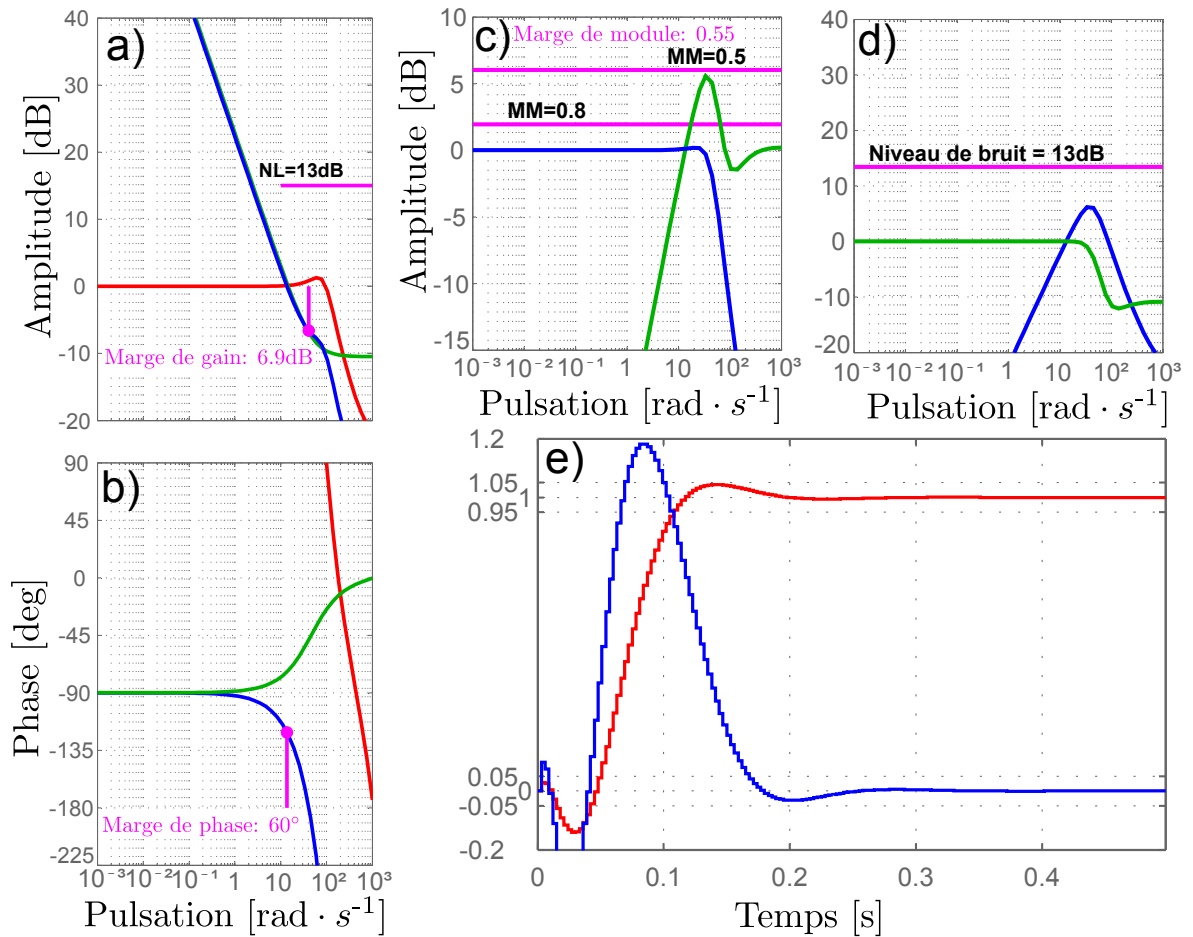 a)
Amplitude [dB]
40
30
20
10
0
-10
-20
NL=13dB
Marge de gain: 6.9dB
b)
Phase [deg]
90
45
0
-45
-90
-135
-180
-225
Marge de phase: 60°
10⁻³ 10⁻² 10⁻¹ 1 10¹ 10² 10³
Pulsation [rad · s⁻¹]
c)
Amplitude [dB]
10
5
0
-5
-10
-15
Marge de module: 0.55
MM=0.5
MM=0.8
10⁻³ 10⁻² 10⁻¹ 1 10¹ 10² 10³
Pulsation [rad · s⁻¹]
d)
40
30
20
10
0
-10
-20
Niveau de bruit = 13dB
10⁻³ 10⁻² 10⁻¹ 1 10¹ 10² 10³
Pulsation [rad · s⁻¹]
e)
1.2
1.05
1
0.95
0.05
0
-0.05
-0.2
0 0.1 0.2 0.3 0.4
Temps [s]